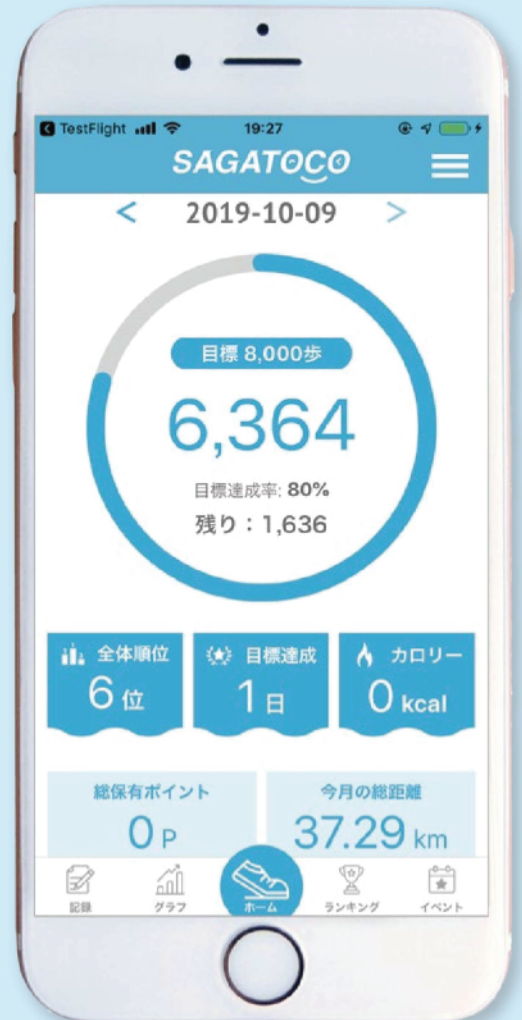 TestFlight 19:27
SAGATOCO
< 2019-10-09 >
目標 8,000歩
6,364
目標達成率: 80%
残り：1,636
全体順位
6 位
目標達成
1 日
カロリー
0 kcal
総保有ポイント
0 P
今月の総距離
37.29 km
記録
グラフ
ホーム
ランキング
イベント